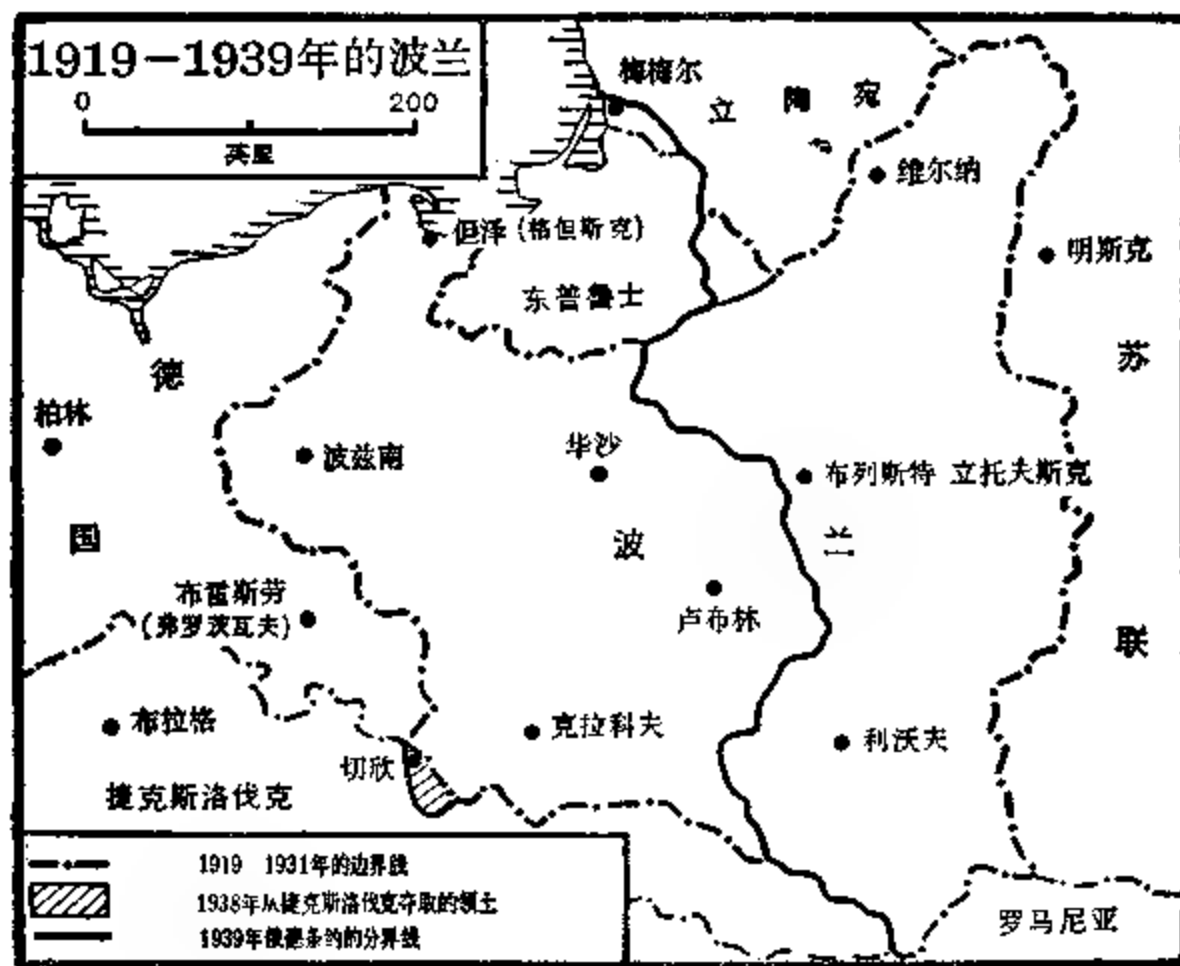 1919-1939年的波兰
0 200
英里
梅梅尔
立陶宛
维尔纳
但泽(格但斯克)
明斯克
东普鲁士
苏联
德国
柏林
波兹南
华沙
布列斯特 立托夫斯克
波兰
布雷斯劳
(弗罗茨瓦夫)
卢布林
布拉格
克拉科夫
利沃夫
切欣
捷克斯洛伐克
1919 1931年的边界线
1938年从捷克斯洛伐克夺取的领土
1939年俄德条约的分界线
罗马尼亚